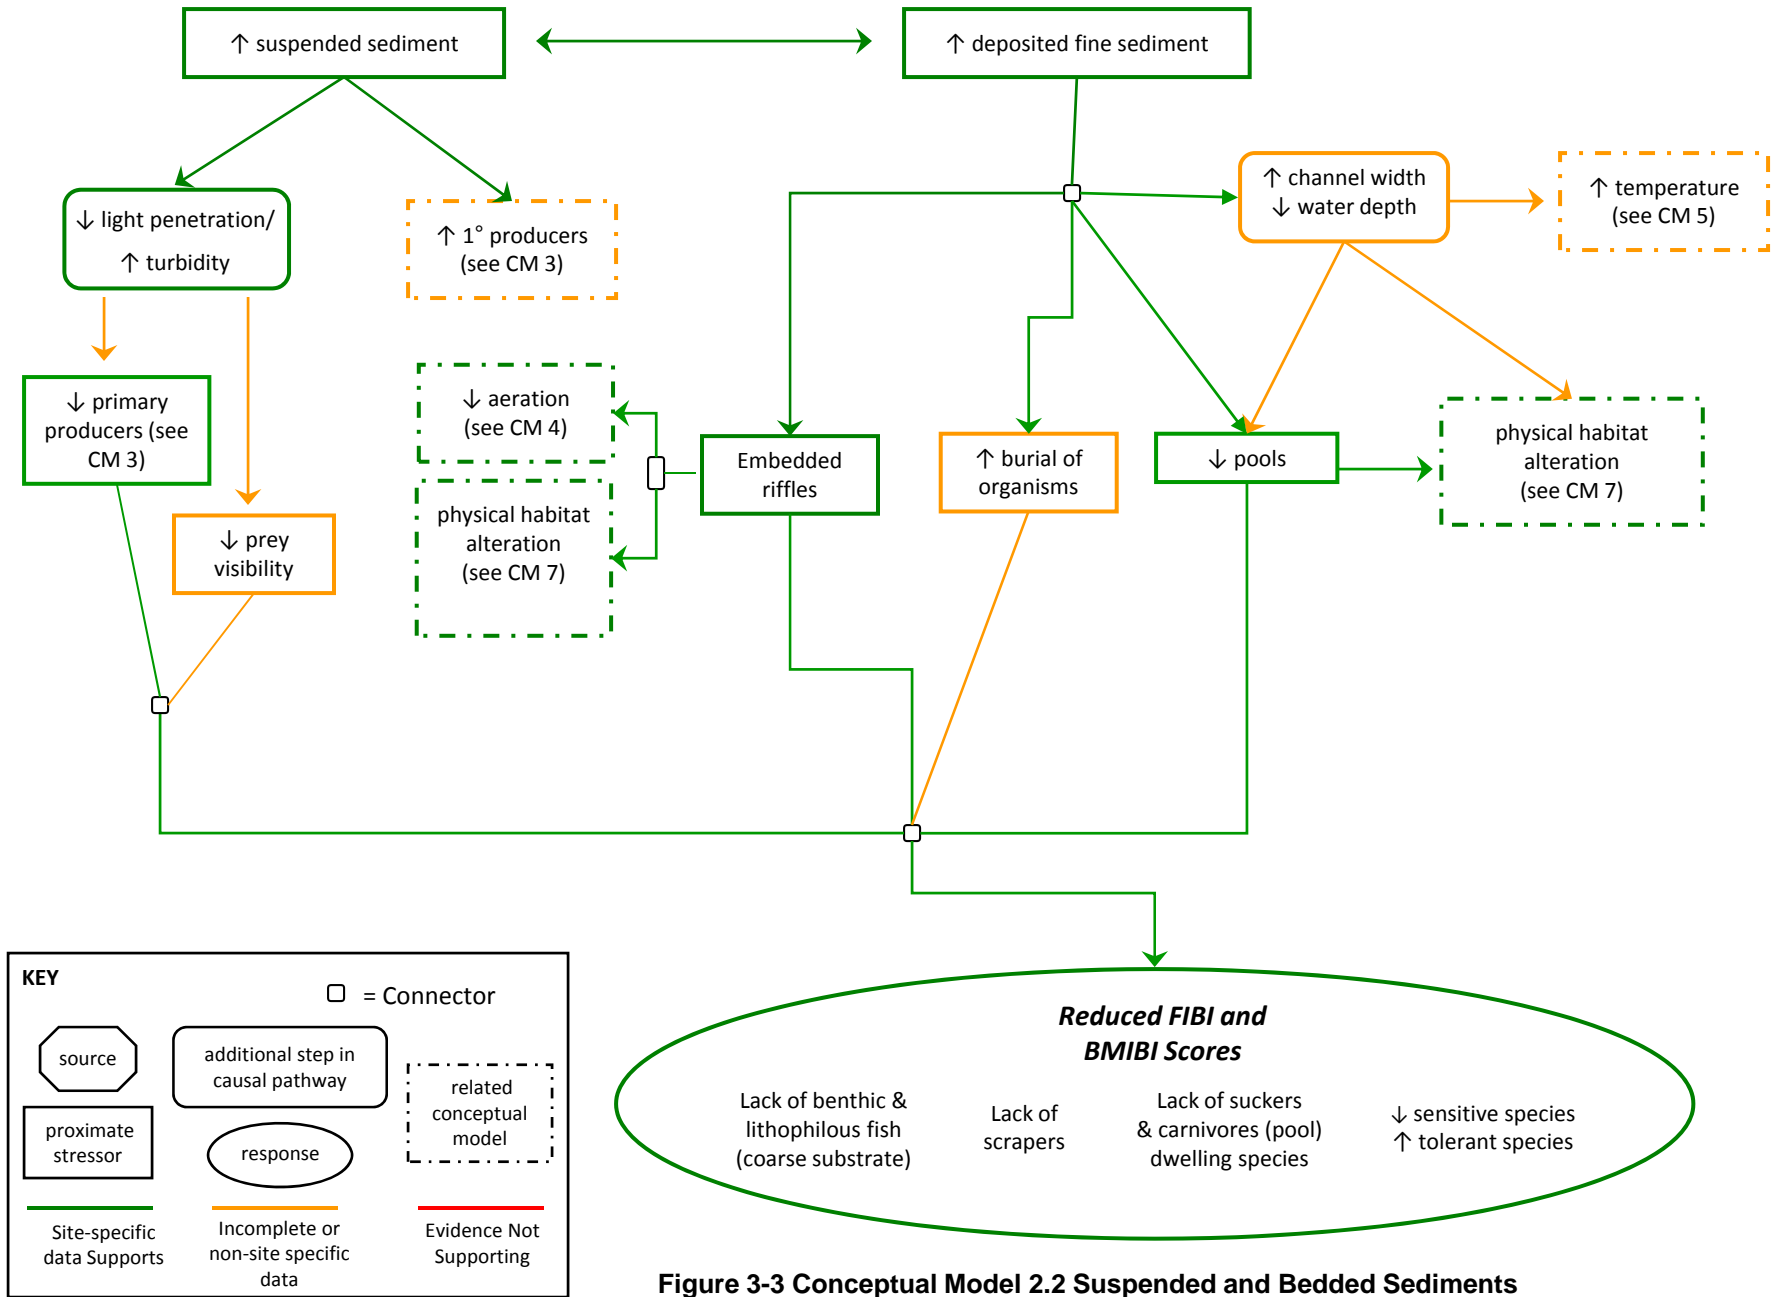 ↑ suspended sediment
↑ deposited fine sediment
↓ light penetration/
↑ turbidity
↑ 1° producers
(see CM 3)
↑ channel width
↓ water depth
↑ temperature
(see CM 5)
↓ primary
producers (see
CM 3)
↓ aeration
(see CM 4)
↓ prey
visibility
physical habitat
alteration
(see CM 7)
Embedded
riffles
↑ burial of
organisms
↓ pools
physical habitat
alteration
(see CM 7)
KEY
= Connector
source
additional step in
causal pathway
related
conceptual
model
proximate
stressor
response
Site-specific
data Supports
Incomplete or
non-site specific
data
Evidence Not
Supporting
Reduced FIBI and
BMIBI Scores
Lack of benthic &
lithophilous fish
(coarse substrate)
Lack of
scrapers
Lack of suckers
& carnivores (pool)
dwelling species
↓ sensitive species
↑ tolerant species
Figure 3-3 Conceptual Model 2.2 Suspended and Bedded Sediments